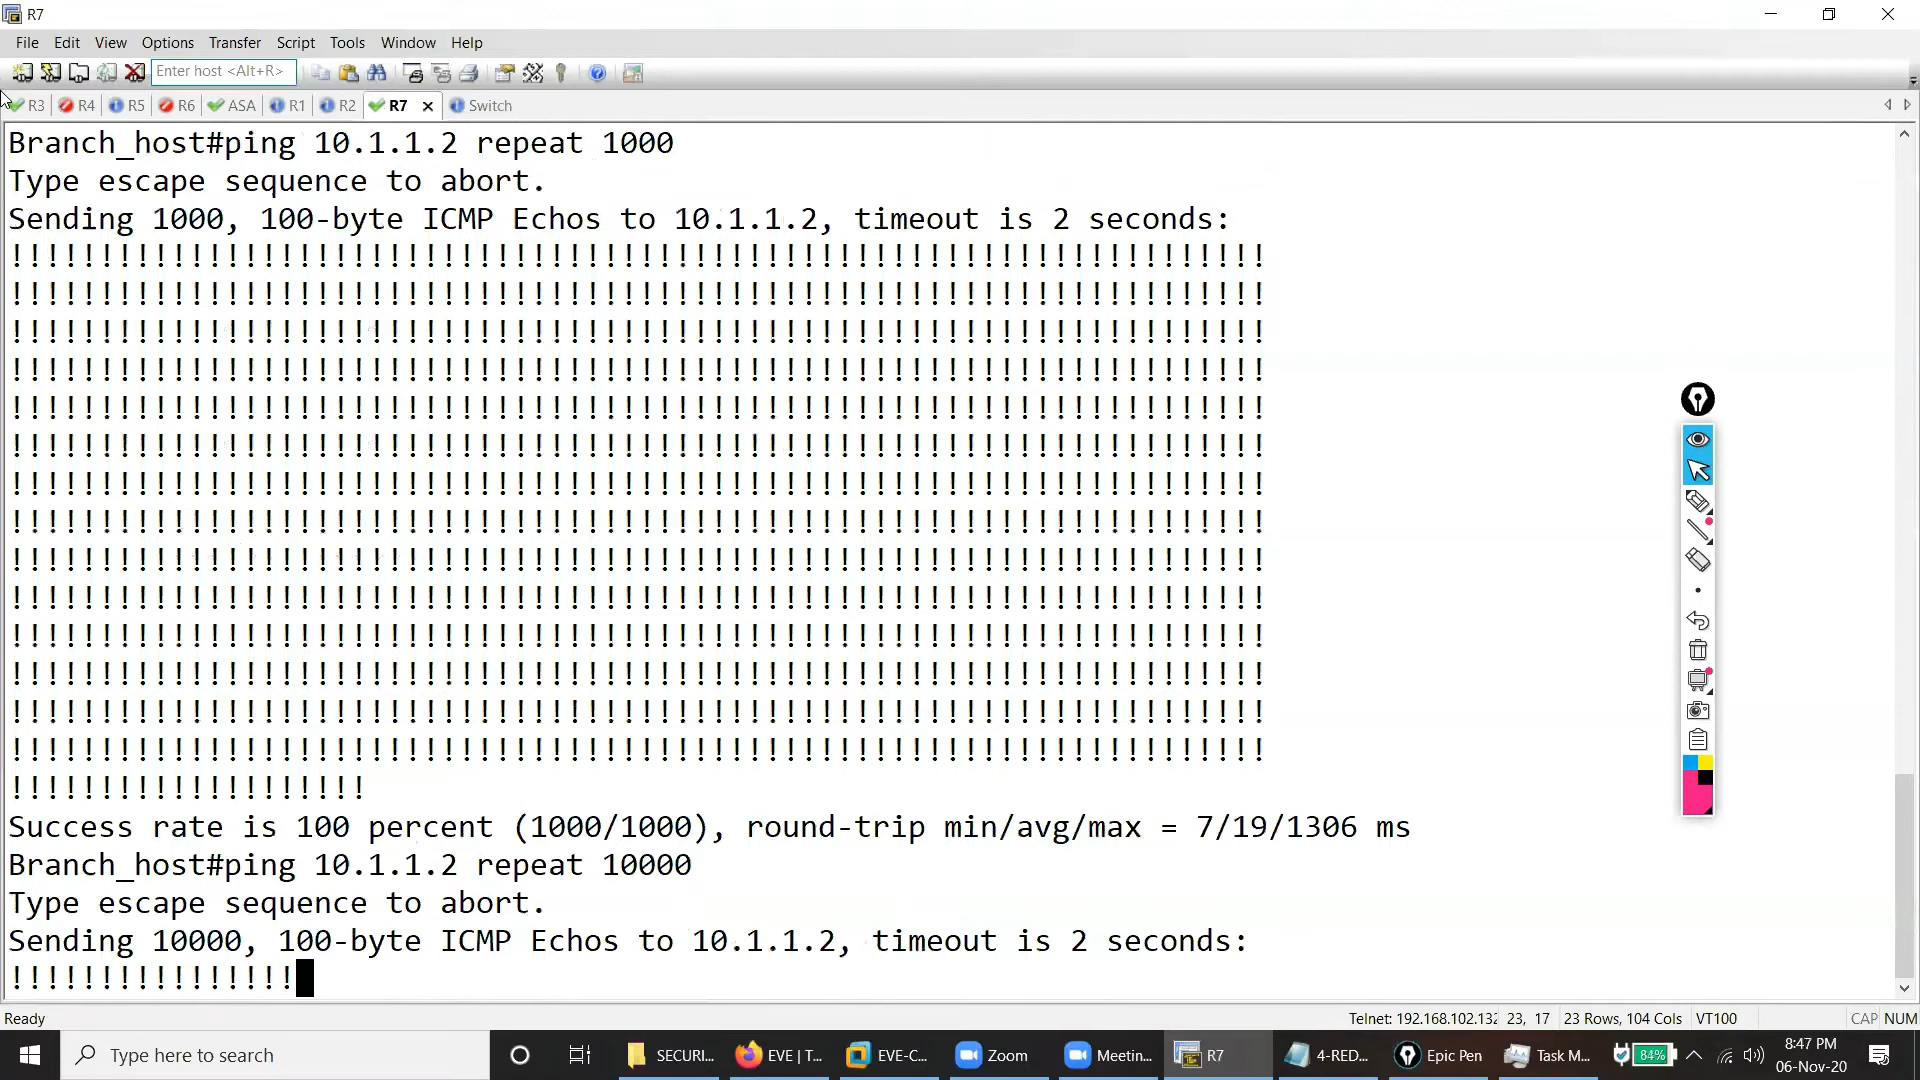 R7
File Edit View Options Transfer Script Tools Window Help
Enter host <Alt+R>
R3 R4 R5 R6 ASA R1 R2 R7 Switch
Branch_host#ping 10.1.1.2 repeat 1000
Type escape sequence to abort.
Sending 1000, 100-byte ICMP Echos to 10.1.1.2, timeout is 2 seconds:
!!!!!!!!!!!!!!!!!!!!!!!!!!!!!!!!!!!!!!!!!!!!!!!!!!!!!!!!!!!!!!!!!!!!!!
!!!!!!!!!!!!!!!!!!!!!!!!!!!!!!!!!!!!!!!!!!!!!!!!!!!!!!!!!!!!!!!!!!!!!!
!!!!!!!!!!!!!!!!!!!!!!!!!!!!!!!!!!!!!!!!!!!!!!!!!!!!!!!!!!!!!!!!!!!!!!
!!!!!!!!!!!!!!!!!!!!!!!!!!!!!!!!!!!!!!!!!!!!!!!!!!!!!!!!!!!!!!!!!!!!!!
!!!!!!!!!!!!!!!!!!!!!!!!!!!!!!!!!!!!!!!!!!!!!!!!!!!!!!!!!!!!!!!!!!!!!!
!!!!!!!!!!!!!!!!!!!!!!!!!!!!!!!!!!!!!!!!!!!!!!!!!!!!!!!!!!!!!!!!!!!!!!
!!!!!!!!!!!!!!!!!!!!!!!!!!!!!!!!!!!!!!!!!!!!!!!!!!!!!!!!!!!!!!!!!!!!!!
!!!!!!!!!!!!!!!!!!!!!!!!!!!!!!!!!!!!!!!!!!!!!!!!!!!!!!!!!!!!!!!!!!!!!!
!!!!!!!!!!!!!!!!!!!!!!!!!!!!!!!!!!!!!!!!!!!!!!!!!!!!!!!!!!!!!!!!!!!!!!
!!!!!!!!!!!!!!!!!!!!!!!!!!!!!!!!!!!!!!!!!!!!!!!!!!!!!!!!!!!!!!!!!!!!!!
!!!!!!!!!!!!!!!!!!!!!!!!!!!!!!!!!!!!!!!!!!!!!!!!!!!!!!!!!!!!!!!!!!!!!!
!!!!!!!!!!!!!!!!!!!!!!!!!!!!!!!!!!!!!!!!!!!!!!!!!!!!!!!!!!!!!!!!!!!!!!
!!!!!!!!!!!!!!!!!!!!!!!!!!!!!!!!!!!!!!!!!!!!!!!!!!!!!!!!!!!!!!!!!!!!!!
!!!!!!!!!!!!!!!!!!!!!!!!!!!!!!!!!!!!!!!!!!!!!!!!!!!!!!!!!!!!!!!!!!!!!!
!!!!!!!!!!!!!!!!!!!!
Success rate is 100 percent (1000/1000), round-trip min/avg/max = 7/19/1306 ms
Branch_host#ping 10.1.1.2 repeat 10000
Type escape sequence to abort.
Sending 10000, 100-byte ICMP Echos to 10.1.1.2, timeout is 2 seconds:
!!!!!!!!!!!!!!!!
Ready Telnet: 192.168.102.132 23, 17 23 Rows, 104 Cols VT100 CAP NUM
Type here to search SECURI... EVE | T... EVE-C... Zoom Meetin... R7 4-RED... Epic Pen Task M... 84% 8:47 PM
06-Nov-20